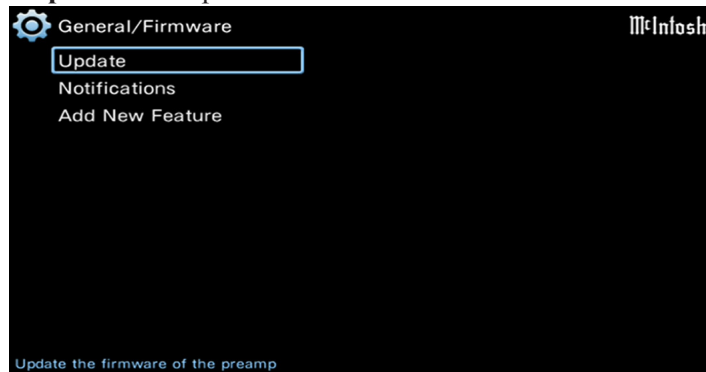 General/Firmware
McIntosh
Update
Notifications
Add New Feature
Update the firmware of the preamp